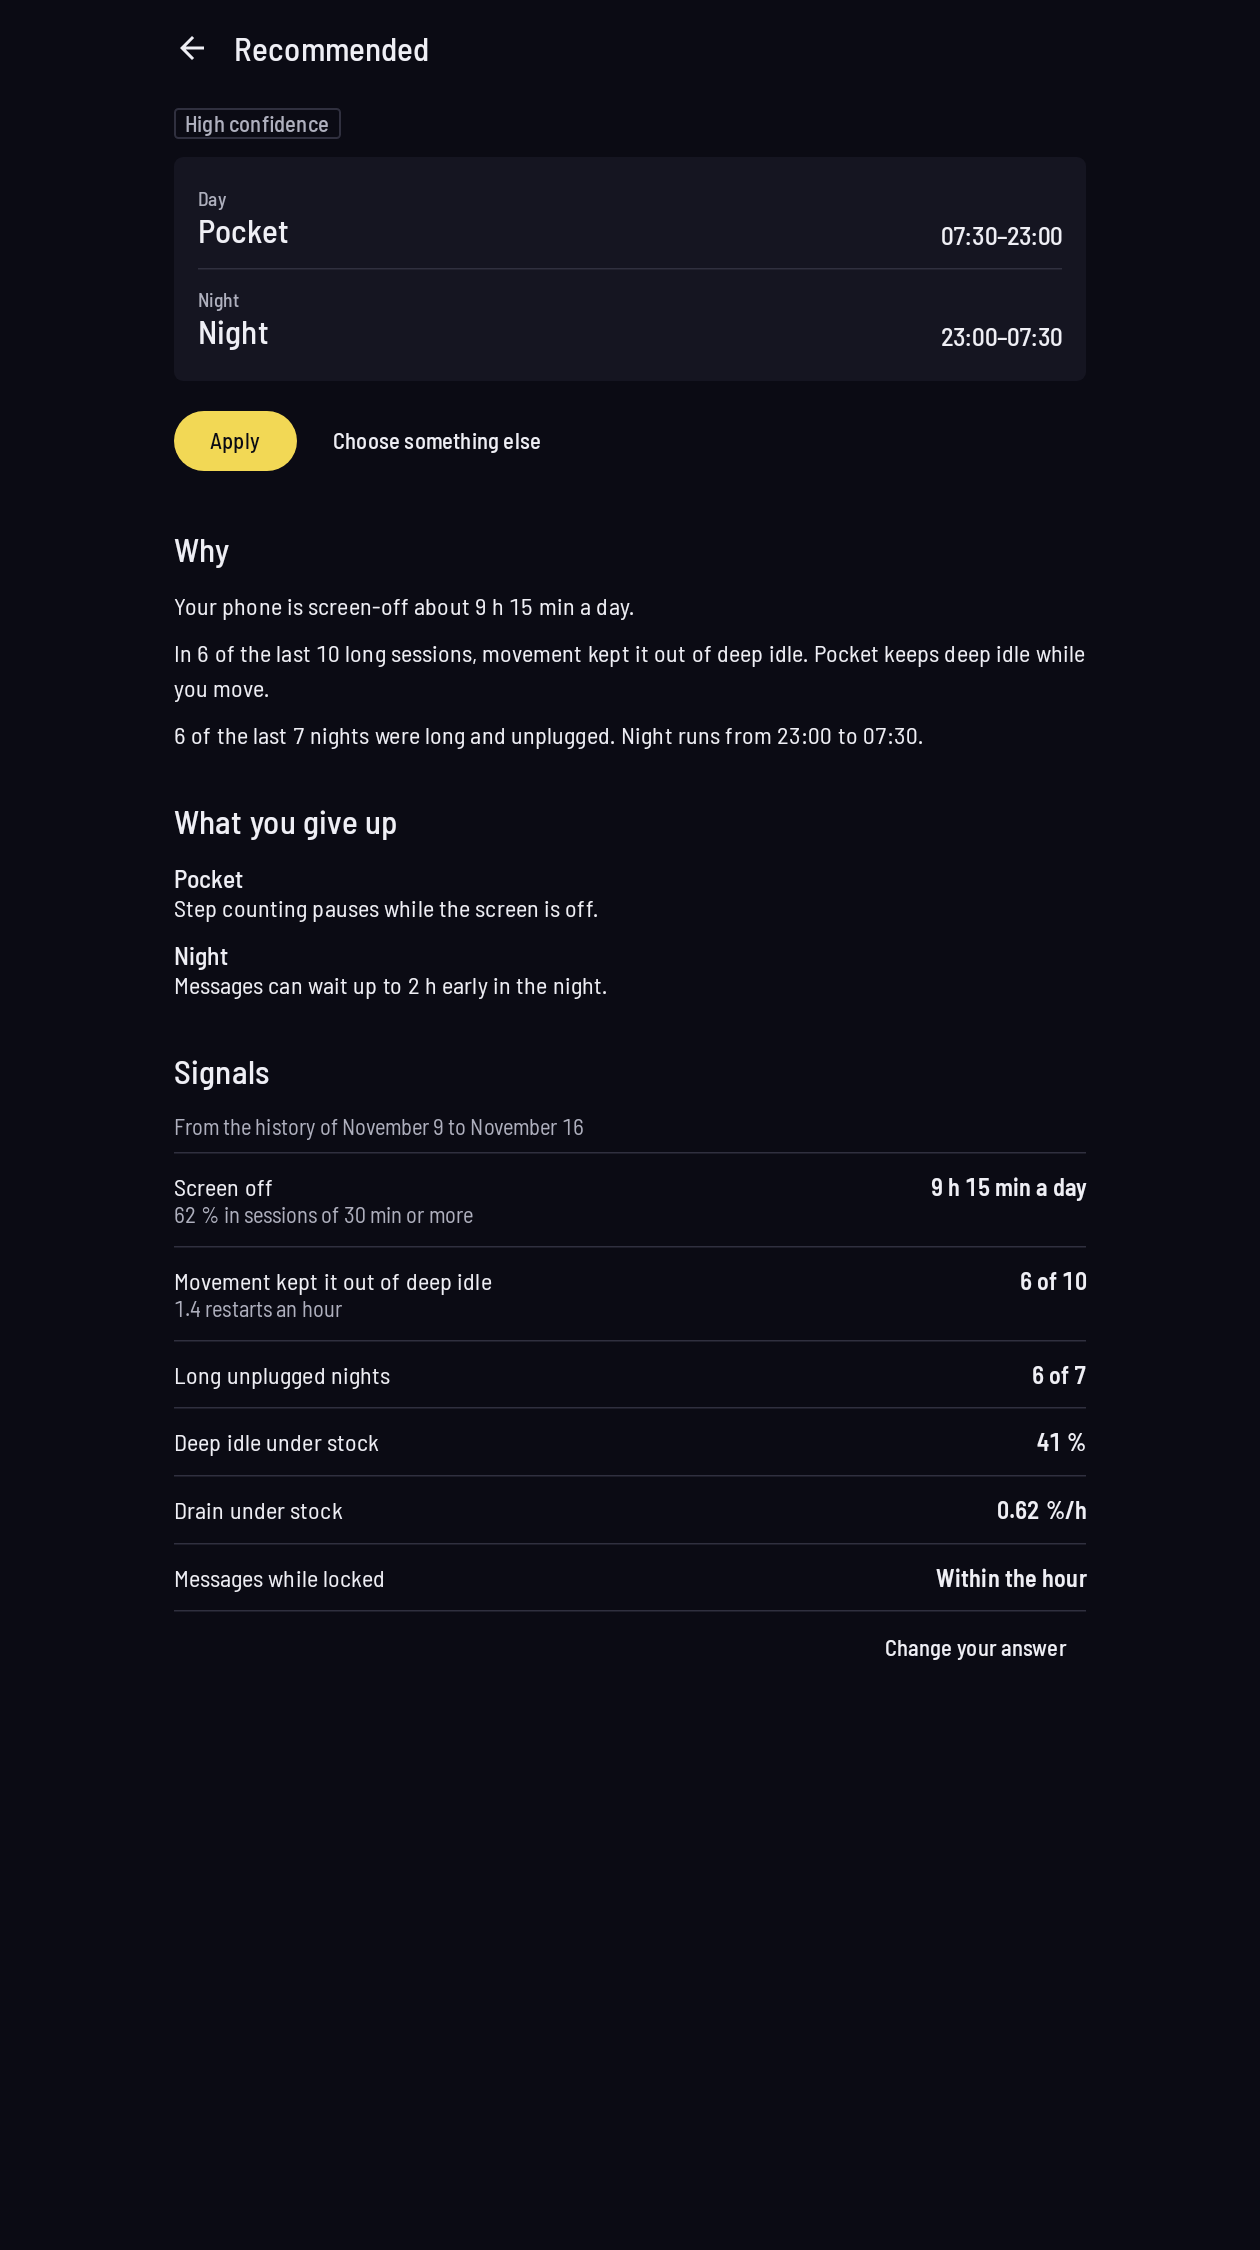 Recommended
High confidence
Day
Pocket
07:30–23:00
Night
Night
23:00–07:30
Apply
Choose something else
Why
Your phone is screen-off about 9 h 15 min a day.
In 6 of the last 10 long sessions, movement kept it out of deep idle. Pocket keeps deep idle while
you move.
6 of the last 7 nights were long and unplugged. Night runs from 23:00 to 07:30.
What you give up
Pocket
Step counting pauses while the screen is off.
Night
Messages can wait up to 2 h early in the night.
Signals
From the history of November 9 to November 16
Screen off
9 h 15 min a day
62 % in sessions of 30 min or more
Movement kept it out of deep idle
6 of 10
1.4 restarts an hour
Long unplugged nights
6 of 7
Deep idle under stock
41 %
Drain under stock
0.62 %/h
Messages while locked
Within the hour
Change your answer